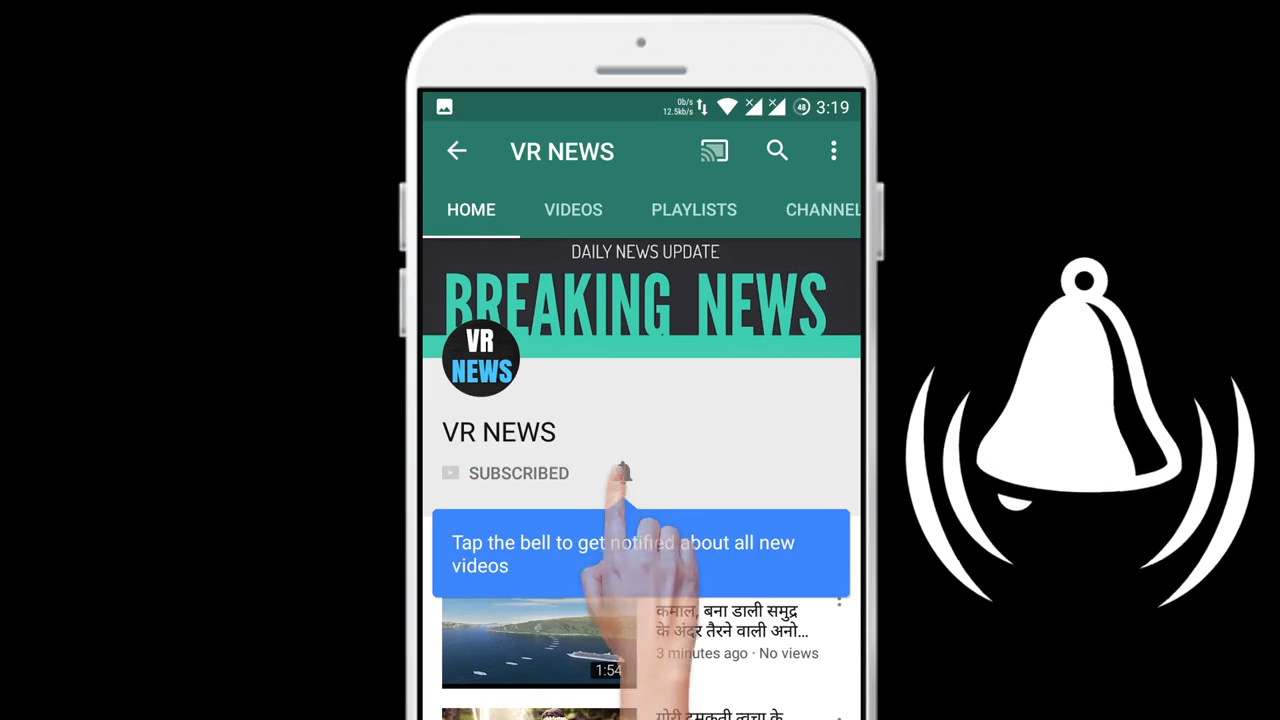 0b/s
12.5kb/s
48
3:19
VR NEWS
HOME VIDEOS PLAYLISTS CHANNEL
DAILY NEWS UPDATE
BREAKING NEWS
VR
NEWS
VR NEWS
SUBSCRIBED
Tap the bell to get notified about all new
videos
कमाल, बना डाली समुद्र
के अंदर तैरने वाली अनो...
3 minutes ago · No views
1:54
गोरी दमकती त्वचा के